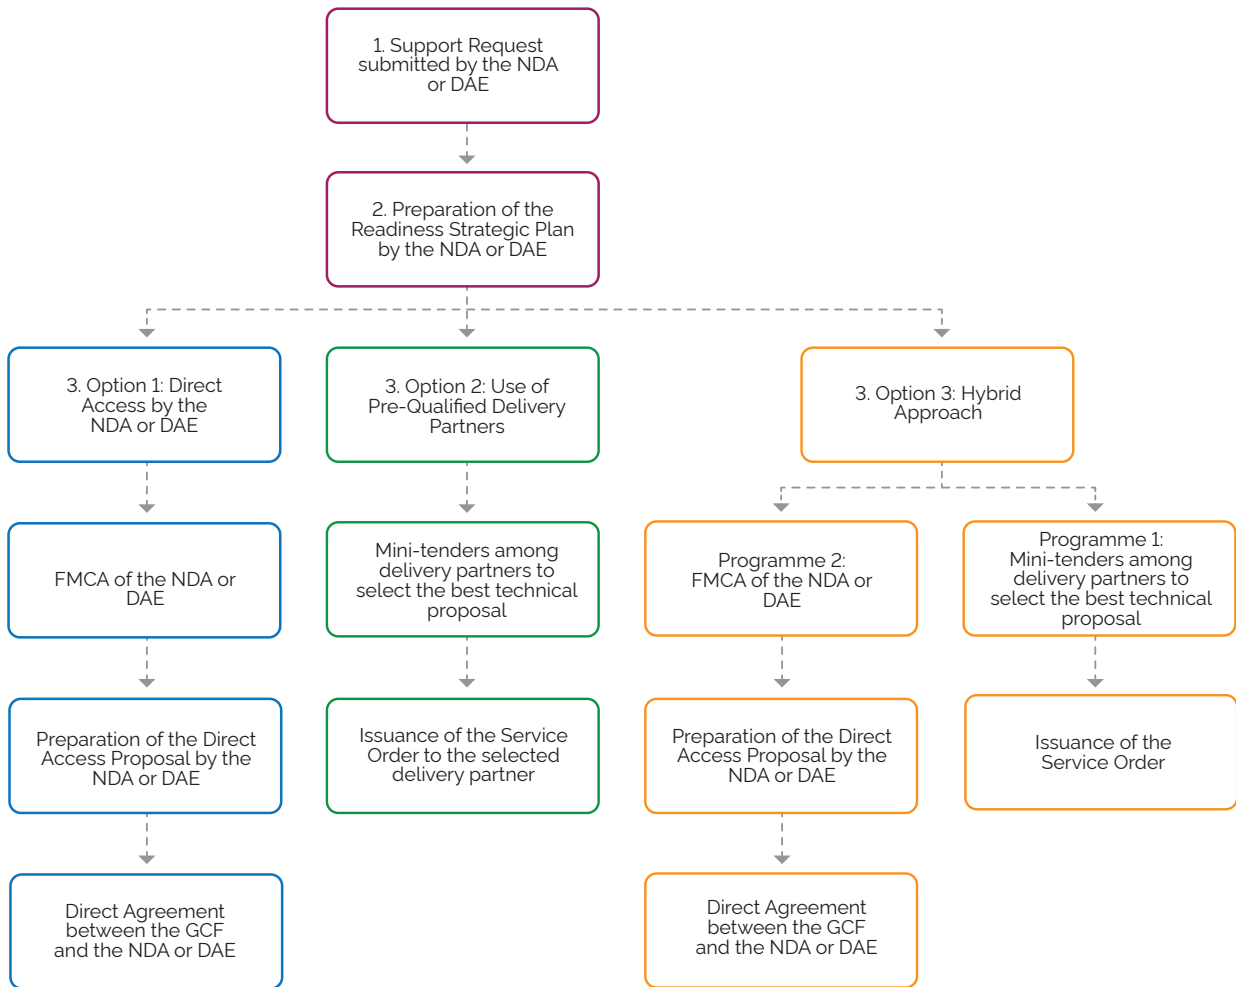 1. Support Request
submitted by the NDA
or DAE
2. Preparation of the
Readiness Strategic Plan
by the NDA or DAE
3. Option 1: Direct
Access by the
NDA or DAE
3. Option 2: Use of
Pre-Qualified Delivery
Partners
3. Option 3: Hybrid
Approach
FMCA of the NDA or
DAE
Mini-tenders among
delivery partners to
select the best technical
proposal
Programme 2:
FMCA of the NDA or
DAE
Programme 1:
Mini-tenders among
delivery partners to
select the best technical
proposal
Preparation of the Direct
Access Proposal by the
NDA or DAE
Issuance of the Service
Order to the selected
delivery partner
Preparation of the Direct
Access Proposal by the
NDA or DAE
Issuance of the
Service Order
Direct Agreement
between the GCF
and the NDA or DAE
Direct Agreement
between the GCF
and the NDA or DAE